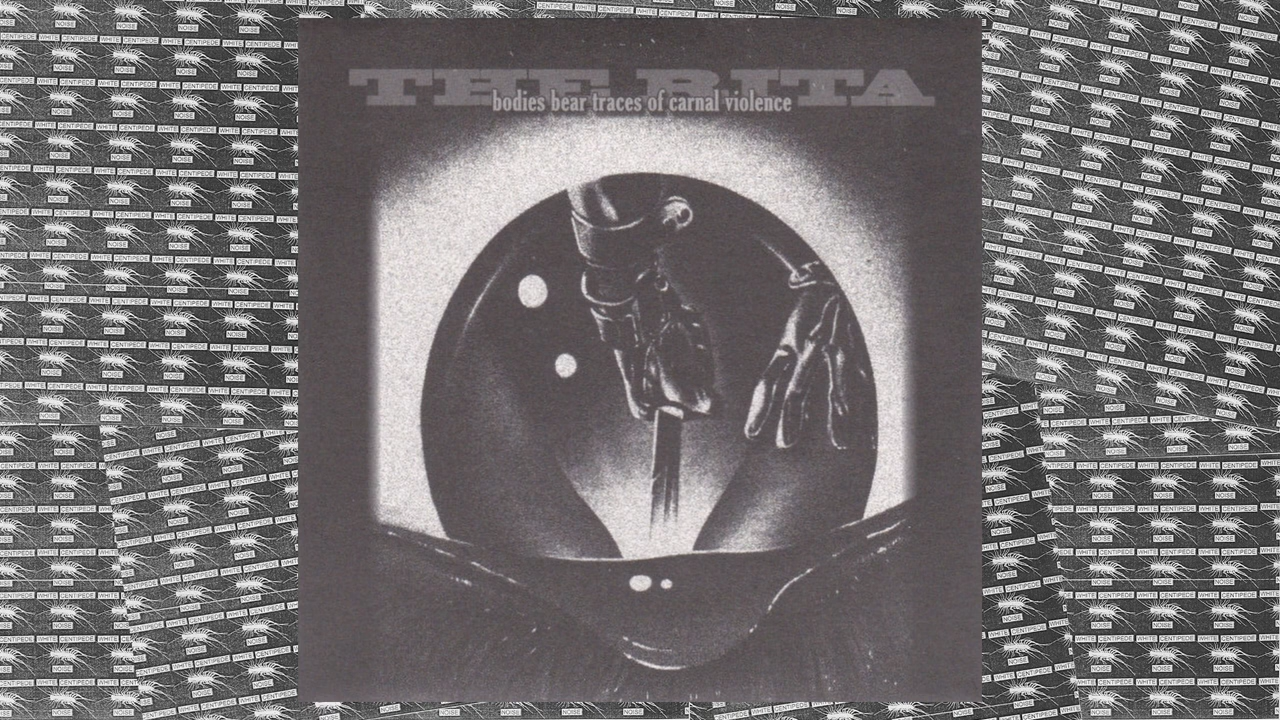 THE RITA
bodies bear traces of carnal violence
WHITE CENTIPEDE
NOISE